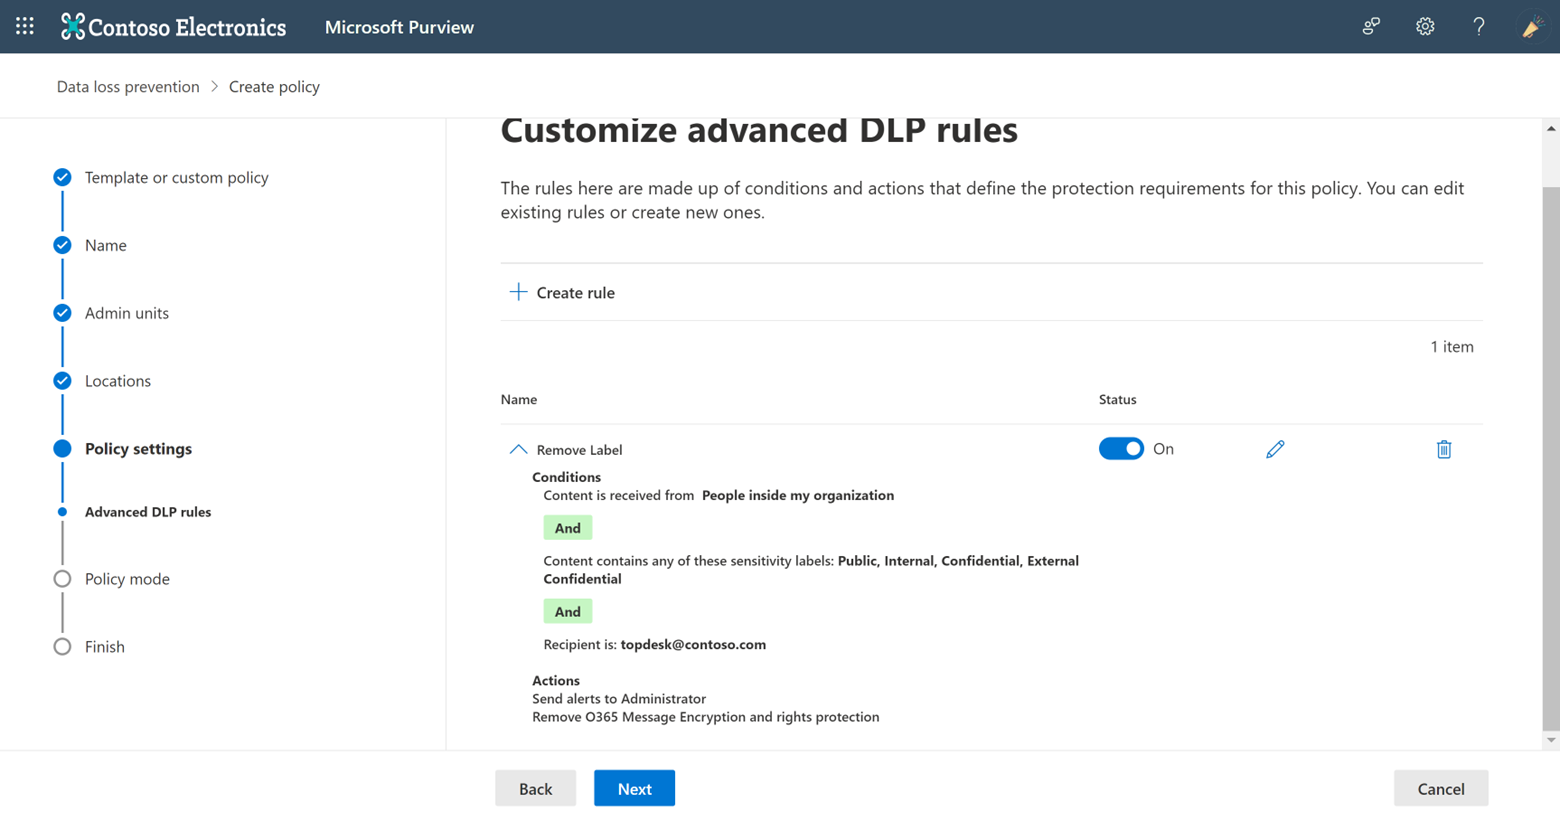 Contoso Electronics
Microsoft Purview
?
Data loss prevention > Create policy
Template or custom policy
Name
Admin units
Locations
Policy settings
Advanced DLP rules
Policy mode
Finish
Customize advanced DLP rules
The rules here are made up of conditions and actions that define the protection requirements for this policy. You can edit
existing rules or create new ones.
+ Create rule
1 item
Name
Status
Remove Label
On
Conditions
Content is received from People inside my organization
And
Content contains any of these sensitivity labels: Public, Internal, Confidential, External
Confidential
And
Recipient is: topdesk@contoso.com
Actions
Send alerts to Administrator
Remove O365 Message Encryption and rights protection
Back
Next
Cancel